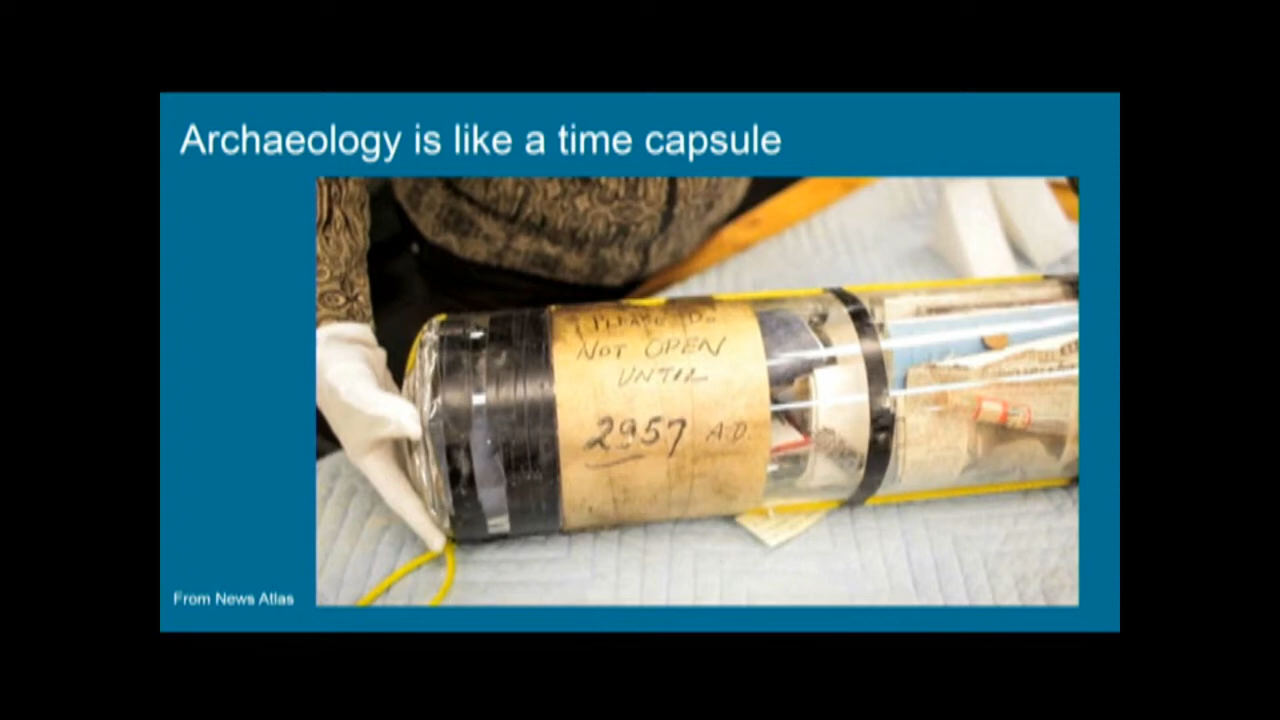 Archaeology is like a time capsule
PLEASE DO
NOT OPEN
UNTIL
2957 A.D.
From News Atlas